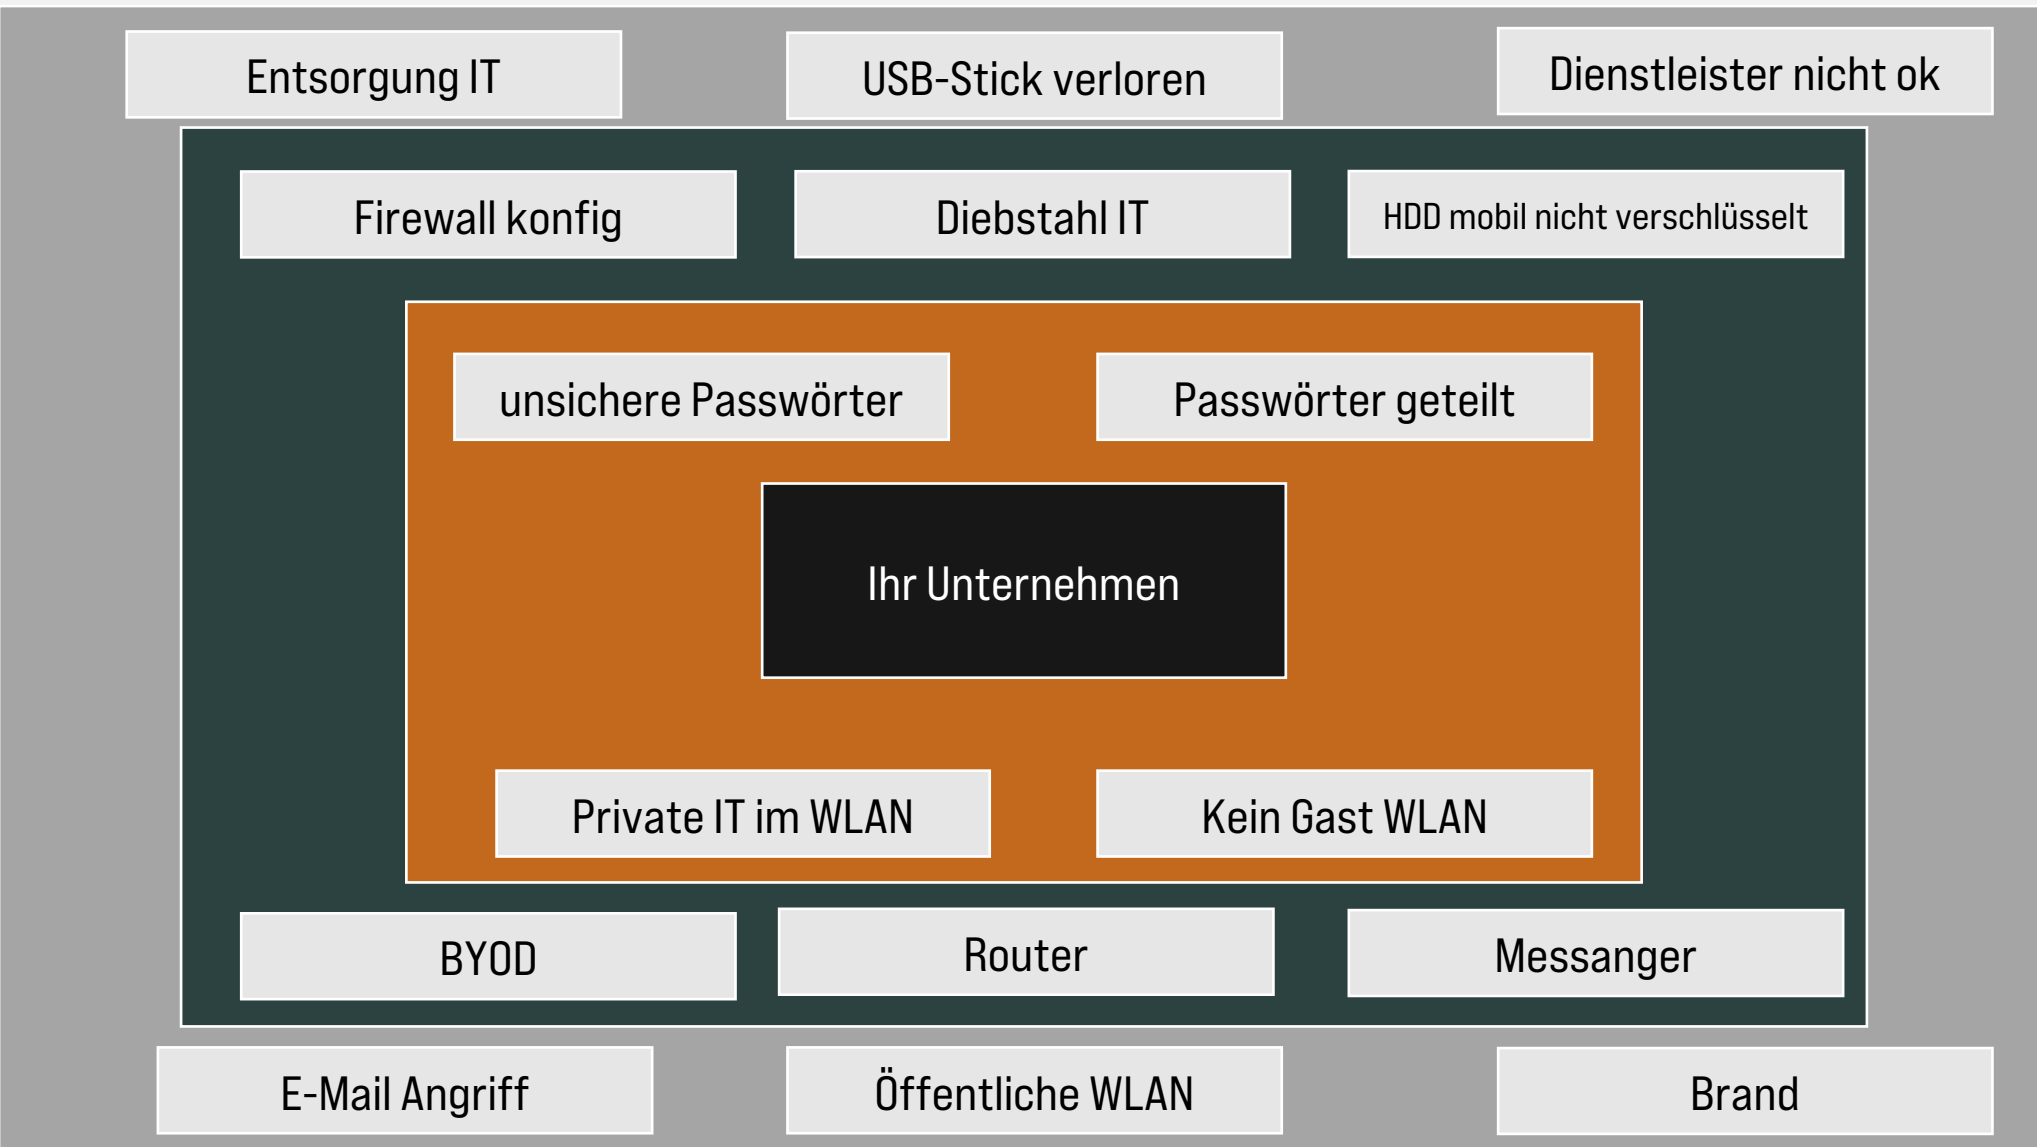 Entsorgung IT
USB-Stick verloren
Dienstleister nicht ok
Firewall konfig
Diebstahl IT
HDD mobil nicht verschlüsselt
unsichere Passwörter
Passwörter geteilt
Ihr Unternehmen
Private IT im WLAN
Kein Gast WLAN
BYOD
Router
Messanger
E-Mail Angriff
Öffentliche WLAN
Brand